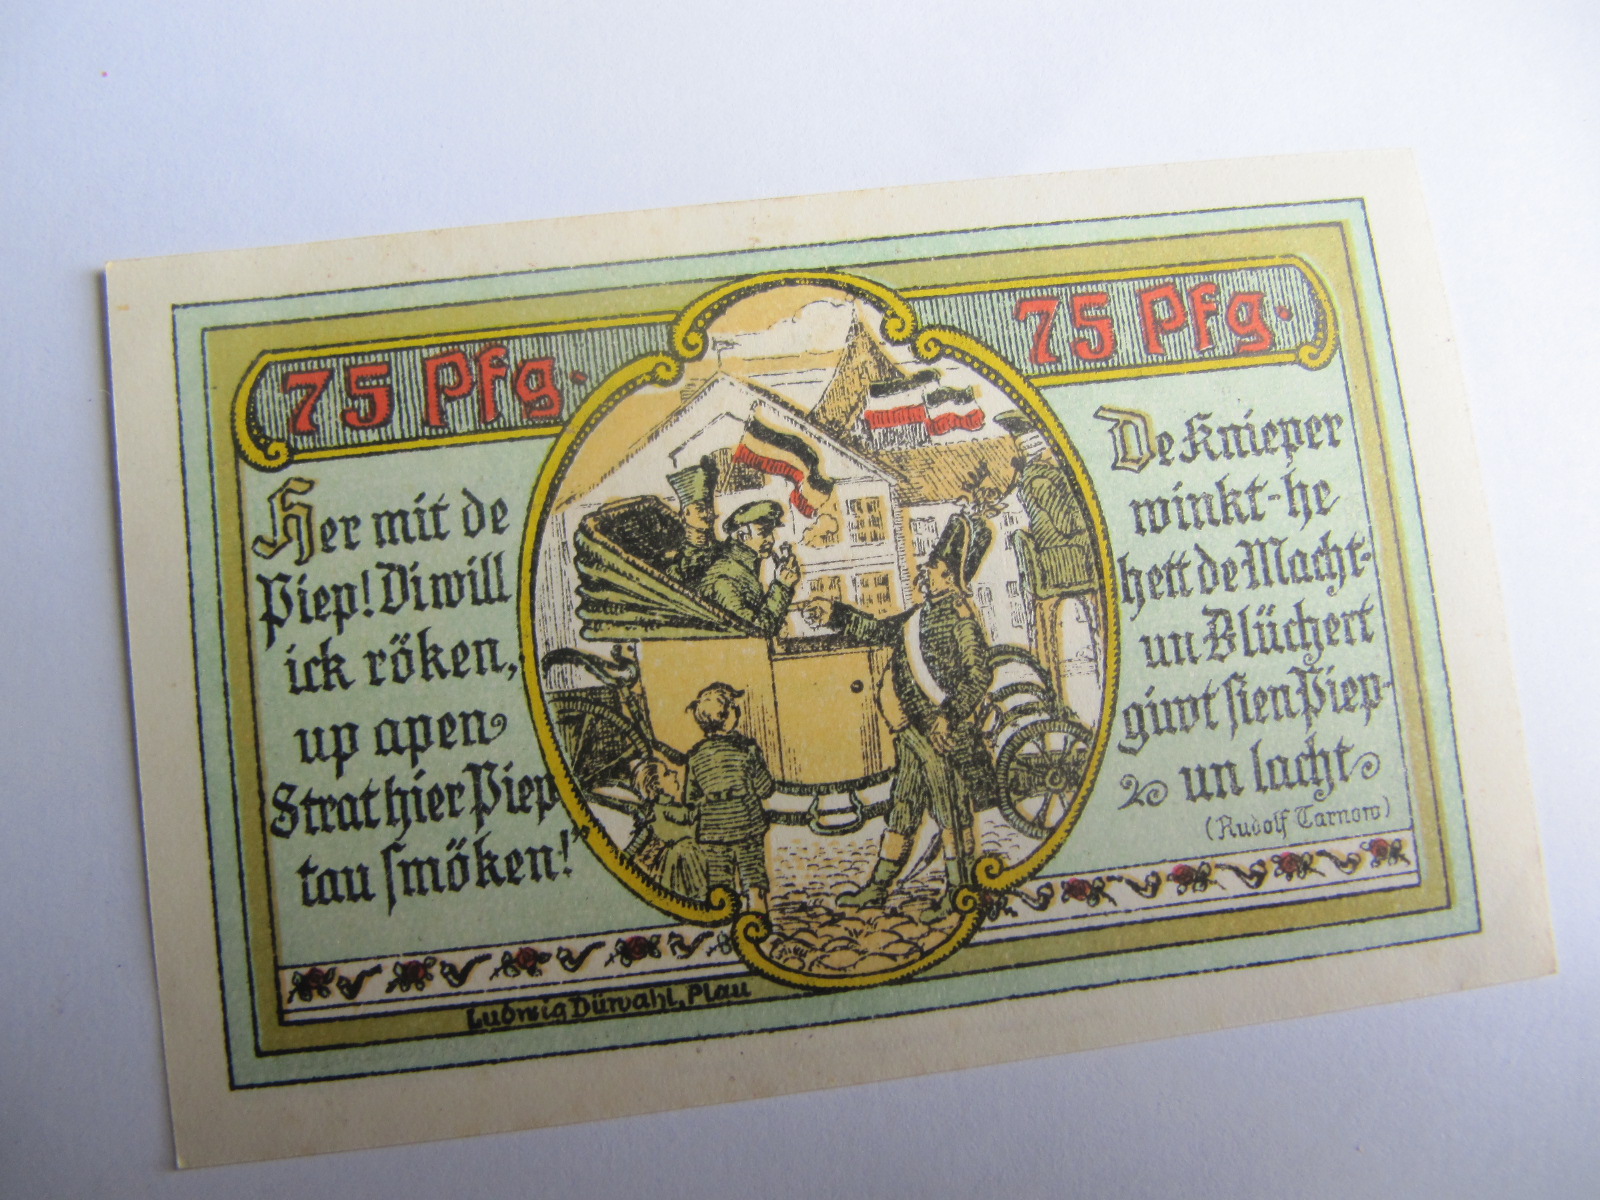 75 Pfg.
75 Pfg.
Her mit de
Piep! Di will
ick röken,
up apen
Strat hier Piep
tau smöken!"
De Knieper
winkt-he
hett de Macht-
un Blüchert
giwt sien Piep-
un lacht
(Rudolf Tarnow)
Ludwig Dürwahl, Plau